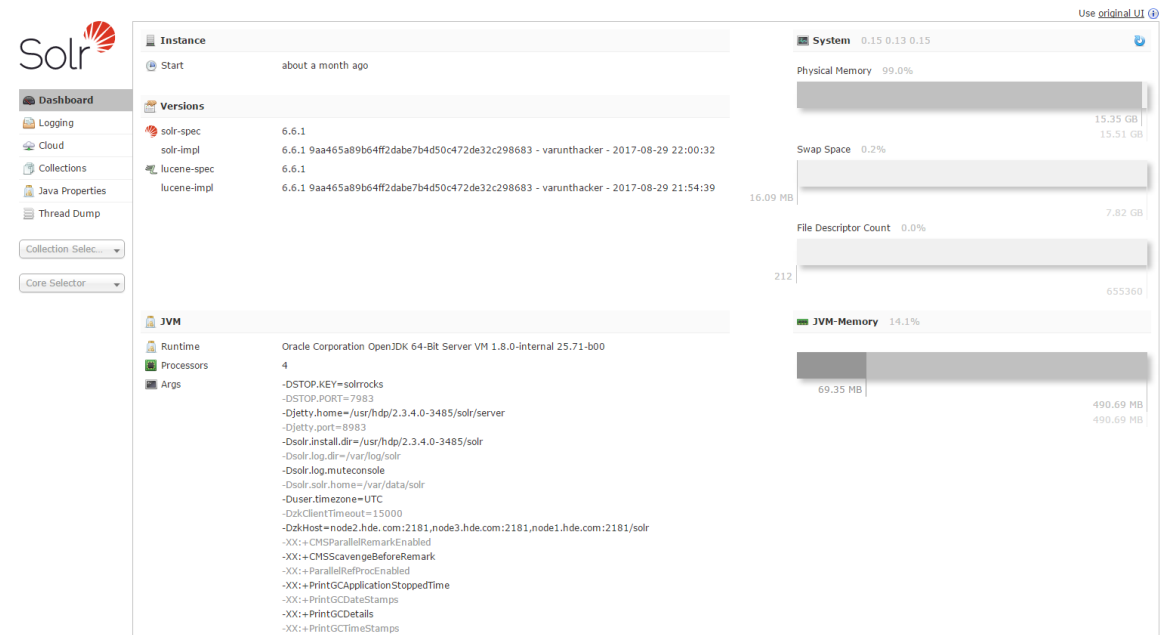 Use original UI
Solr
Dashboard
Logging
Cloud
Collections
Java Properties
Thread Dump
Collection Selec...
Core Selector
Instance
Start about a month ago
Versions
solr-spec 6.6.1
solr-impl 6.6.1 9aa465a89b64ff2dabe7b4d50c472de32c298683 - varunthacker - 2017-08-29 22:00:32
lucene-spec 6.6.1
lucene-impl 6.6.1 9aa465a89b64ff2dabe7b4d50c472de32c298683 - varunthacker - 2017-08-29 21:54:39
System 0.15 0.13 0.15
Physical Memory 99.0%
15.35 GB
15.51 GB
Swap Space 0.2%
16.09 MB
7.82 GB
File Descriptor Count 0.0%
212
655360
JVM
Runtime Oracle Corporation OpenJDK 64-Bit Server VM 1.8.0-internal 25.71-b00
Processors 4
Args -DSTOP.KEY=solrrocks
-DSTOP.PORT=7983
-Djetty.home=/usr/hdp/2.3.4.0-3485/solr/server
-Djetty.port=8983
-Dsolr.install.dir=/usr/hdp/2.3.4.0-3485/solr
-Dsolr.log.dir=/var/log/solr
-Dsolr.log.muteconsole
-Dsolr.solr.home=/var/data/solr
-Duser.timezone=UTC
-DzkClientTimeout=15000
-DzkHost=node2.hde.com:2181,node3.hde.com:2181,node1.hde.com:2181/solr
-XX:+CMSParallelRemarkEnabled
-XX:+CMSScavengeBeforeRemark
-XX:+ParallelRefProcEnabled
-XX:+PrintGCApplicationStoppedTime
-XX:+PrintGCDateStamps
-XX:+PrintGCDetails
-XX:+PrintGCTimeStamps
JVM-Memory 14.1%
69.35 MB
490.69 MB
490.69 MB